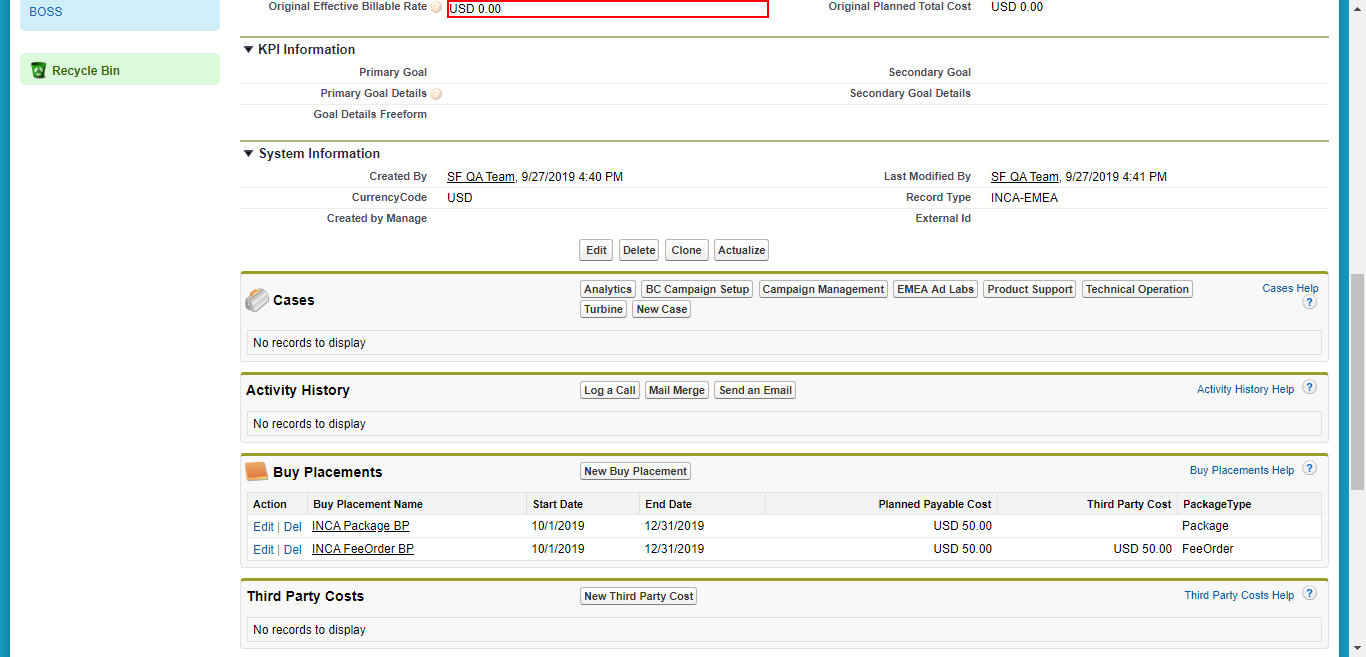 BOSS
Recycle Bin
Original Effective Billable Rate ? USD 0.00 Original Planned Total Cost USD 0.00
KPI Information
Primary Goal Secondary Goal
Primary Goal Details ? Secondary Goal Details
Goal Details Freeform
System Information
Created By SF QA Team, 9/27/2019 4:40 PM Last Modified By SF QA Team, 9/27/2019 4:41 PM
CurrencyCode USD Record Type INCA-EMEA
Created by Manage External Id
Edit Delete Clone Actualize
Cases Analytics BC Campaign Setup Campaign Management EMEA Ad Labs Product Support Technical Operation Cases Help ?
Turbine New Case
No records to display
Activity History Log a Call Mail Merge Send an Email Activity History Help ?
No records to display
Buy Placements New Buy Placement Buy Placements Help ?
Action Buy Placement Name Start Date End Date Planned Payable Cost Third Party Cost PackageType
Edit | Del INCA Package BP 10/1/2019 12/31/2019 USD 50.00 Package
Edit | Del INCA FeeOrder BP 10/1/2019 12/31/2019 USD 50.00 USD 50.00 FeeOrder
Third Party Costs New Third Party Cost Third Party Costs Help ?
No records to display